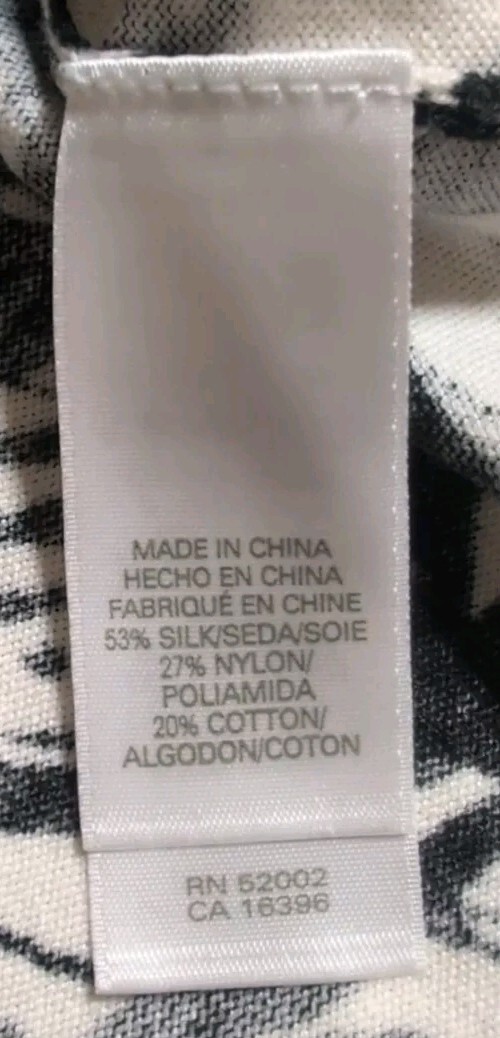 MADE IN CHINA
HECHO EN CHINA
FABRIQUÉ EN CHINE
53% SILK/SEDA/SOIE
27% NYLON/
POLIAMIDA
20% COTTON/
ALGODON/COTON
RN 52002
CA 16396